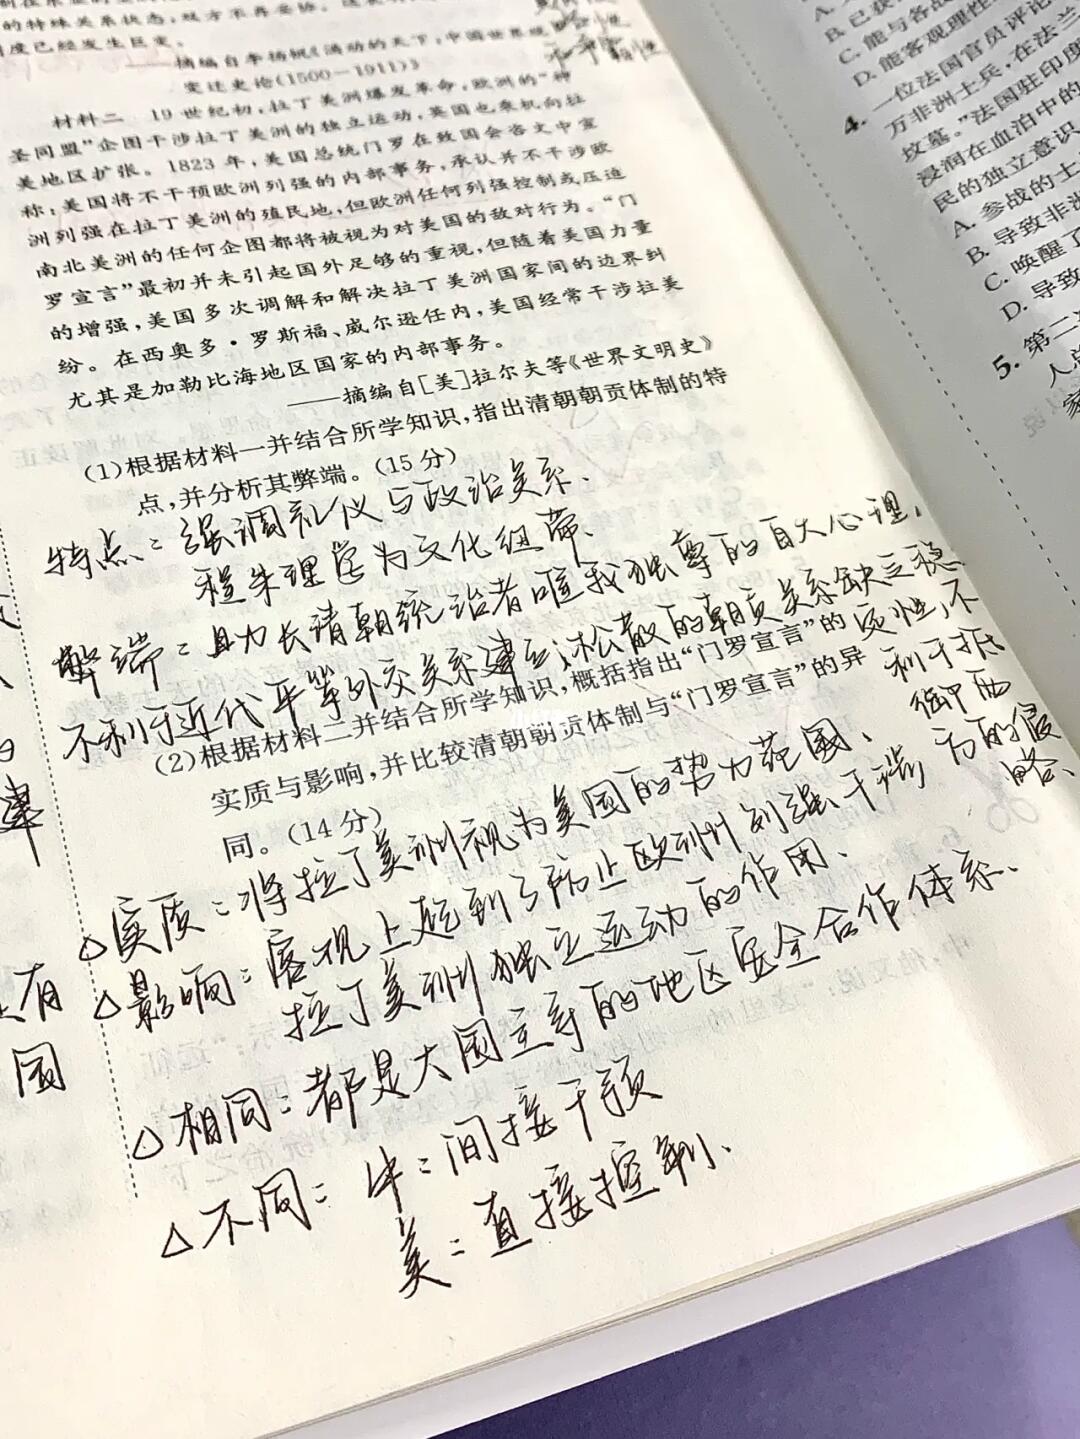 的特殊关系状态,双方不再妥协。
度已经发生巨变。
——摘编自李扬帆《涌动的天下:中国世界观
变迁史论(1500—1911)》
材料二 19世纪初,拉丁美洲爆发革命,欧洲的“神
圣同盟”企图干涉拉丁美洲的独立运动,英国也乘机向拉
美地区扩张。1823年,美国总统门罗在致国会咨文中宣
称:美国将不干预欧洲列强的内部事务,承认并不干涉欧
洲列强在拉丁美洲的殖民地,但欧洲任何列强控制或压迫
南北美洲的任何企图都将被视为对美国的敌对行为。“门
罗宣言”最初并未引起国外足够的重视,但随着美国力量
的增强,美国多次调解和解决拉丁美洲国家间的边界纠
纷。在西奥多·罗斯福、威尔逊任内,美国经常干涉拉美
尤其是加勒比海地区国家的内部事务。
——摘编自[美]拉尔夫等《世界文明史》
(1)根据材料一并结合所学知识,指出清朝朝贡体制的特
点,并分析其弊端。(15分)
特点:强调礼仪与政治关系、
程朱理学为文化纽带、
弊端:助长清朝统治者唯我独尊的自大心理,
不利于近代平等外交关系建立;松散的朝贡关系缺乏稳
定性,不
利于抵
御西
方的侵
略、
(2)根据材料二并结合所学知识,概括指出“门罗宣言”的
实质与影响,并比较清朝朝贡体制与“门罗宣言”的异
同。(14分)
△实质:将拉丁美洲视为美国的势力范围、
△影响:客观上起到了防止欧洲列强干涉
拉丁美洲独立运动的作用、
△相同:都是大国主导的地区安全合作体系、
△不同:中:间接干预
美:直接控制、
有
国
律
B. 已获
C. 能与各战
D. 能客观理性
4. 一位法国官员评论
万非洲士兵,在法兰
坟墓。”法国驻印度
浸润在血泊中的
民的独立意识
A. 参战的士
B. 导致非洲
C. 唤醒了
D. 导致
5. 第二次
人总
家